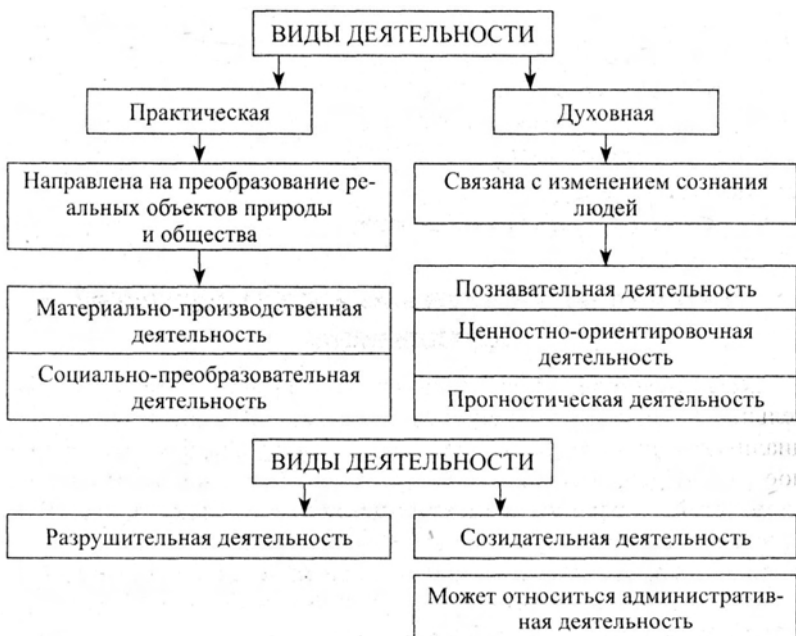 ВИДЫ ДЕЯТЕЛЬНОСТИ
Практическая
Духовная
Направлена на преобразование ре-
альных объектов природы
и общества
Связана с изменением сознания
людей
Материально-производственная
деятельность
Социально-преобразовательная
деятельность
Познавательная деятельность
Ценностно-ориентировочная
деятельность
Прогностическая деятельность
ВИДЫ ДЕЯТЕЛЬНОСТИ
Разрушительная деятельность
Созидательная деятельность
Может относиться административ-
ная деятельность